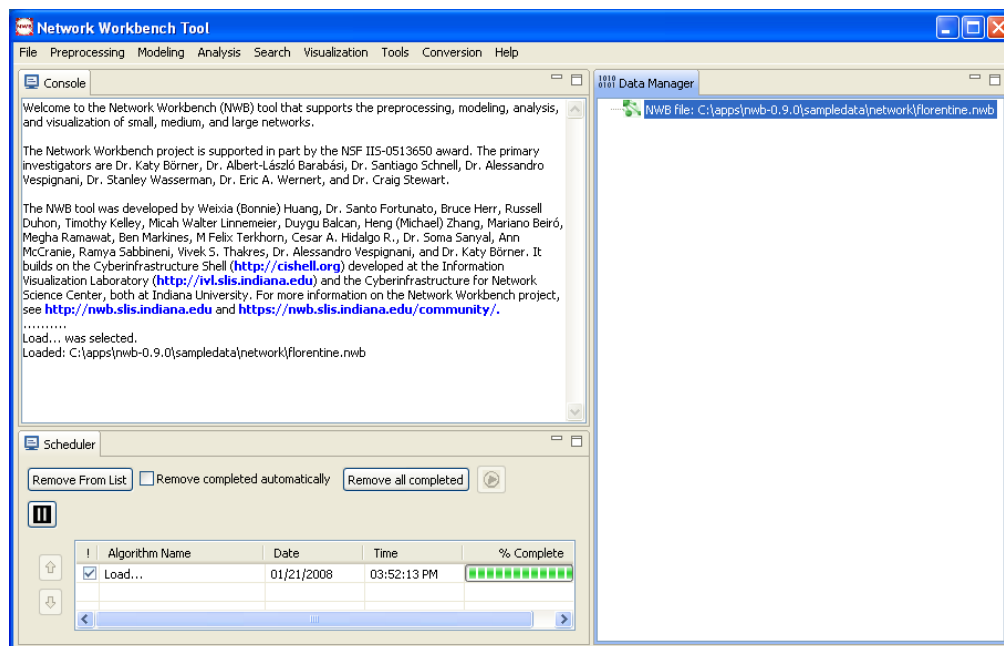 NWB Network Workbench Tool
File Preprocessing Modeling Analysis Search Visualization Tools Conversion Help
Console
Welcome to the Network Workbench (NWB) tool that supports the preprocessing, modeling, analysis,
and visualization of small, medium, and large networks.
The Network Workbench project is supported in part by the NSF IIS-0513650 award. The primary
investigators are Dr. Katy Börner, Dr. Albert-László Barabási, Dr. Santiago Schnell, Dr. Alessandro
Vespignani, Dr. Stanley Wasserman, Dr. Eric A. Wernert, and Dr. Craig Stewart.
The NWB tool was developed by Weixia (Bonnie) Huang, Dr. Santo Fortunato, Bruce Herr, Russell
Duhon, Timothy Kelley, Micah Walter Linnemeier, Duygu Balcan, Heng (Michael) Zhang, Mariano Beiró,
Megha Ramawat, Ben Markines, M Felix Terkhorn, Cesar A. Hidalgo R., Dr. Soma Sanyal, Ann
McCranie, Ramya Sabbineni, Vivek S. Thakres, Dr. Alessandro Vespignani, and Dr. Katy Börner. It
builds on the Cyberinfrastructure Shell (http://cishell.org) developed at the Information
Visualization Laboratory (http://ivl.slis.indiana.edu) and the Cyberinfrastructure for Network
Science Center, both at Indiana University. For more information on the Network Workbench project,
see http://nwb.slis.indiana.edu and https://nwb.slis.indiana.edu/community/.
..........
Load... was selected.
Loaded: C:\apps\nwb-0.9.0\sampledata\network\florentine.nwb
1010
0101 Data Manager
NWB file: C:\apps\nwb-0.9.0\sampledata\network\florentine.nwb
Scheduler
Remove From List Remove completed automatically Remove all completed
! Algorithm Name Date Time % Complete
Load... 01/21/2008 03:52:13 PM